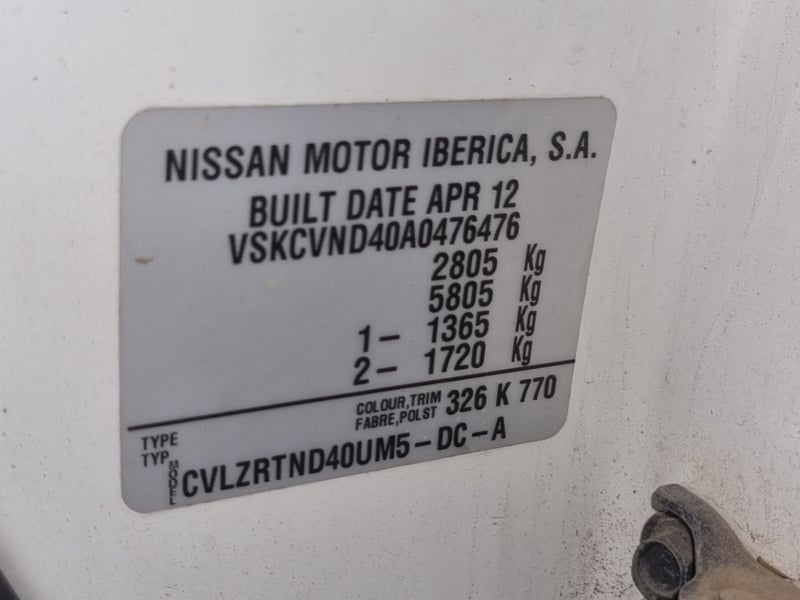 NISSAN MOTOR IBERICA, S.A.
BUILT DATE APR 12
VSKCVND40A0476476
2805 Kg
5805 Kg
1- 1365 Kg
2- 1720 Kg
COLOUR,TRIM 326 K 770
FABRE,POLST
TYPE
TYP
MODEL CVLZRTND40UM5-DC-A